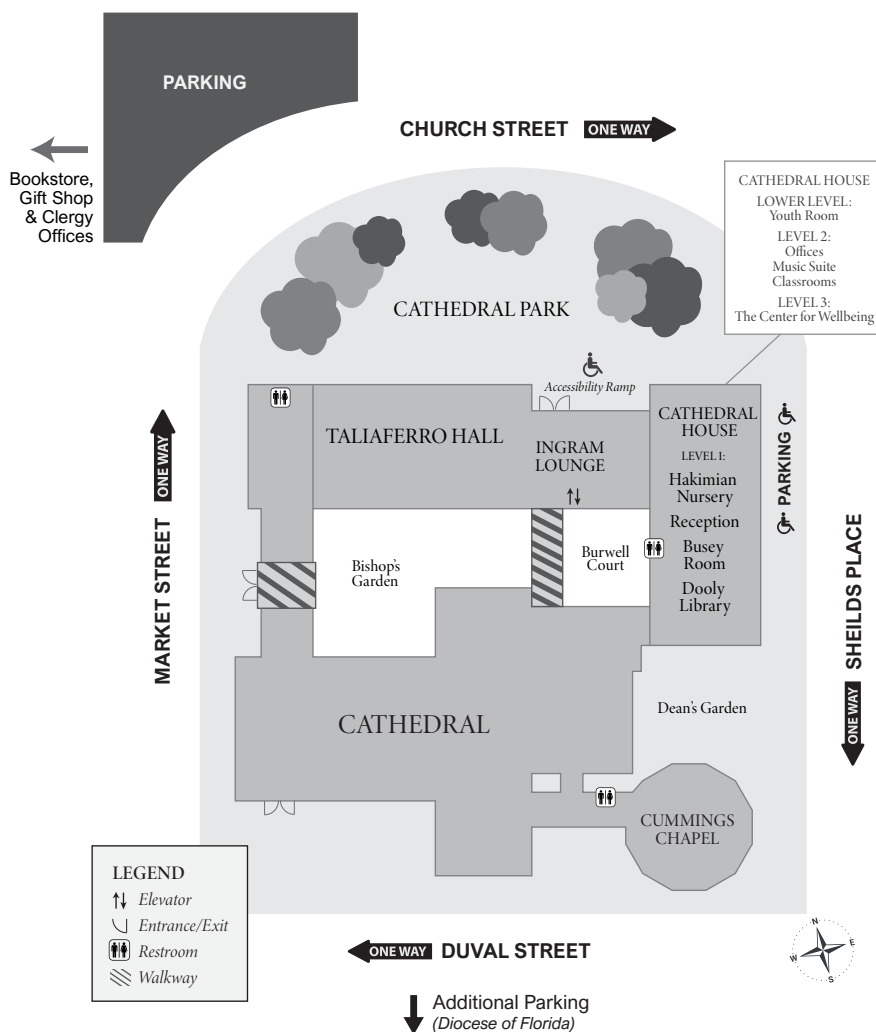 PARKING
CHURCH STREET ONE WAY
Bookstore,
Gift Shop
& Clergy
Offices
CATHEDRAL HOUSE
LOWER LEVEL:
Youth Room
LEVEL 2:
Offices
Music Suite
Classrooms
LEVEL 3:
The Center for Wellbeing
CATHEDRAL PARK
Accessibility Ramp
TALIAFERRO HALL
INGRAM
LOUNGE
CATHEDRAL
HOUSE
LEVEL 1:
Hakimian
Nursery
Reception
Busey
Room
Dooly
Library
PARKING
MARKET STREET ONE WAY
SHEILDS PLACE
ONE WAY
Bishop's
Garden
Burwell
Court
CATHEDRAL
Dean's Garden
CUMMINGS
CHAPEL
LEGEND
Elevator
Entrance/Exit
Restroom
Walkway
ONE WAY DUVAL STREET
N
E
W
S
Additional Parking
(Diocese of Florida)